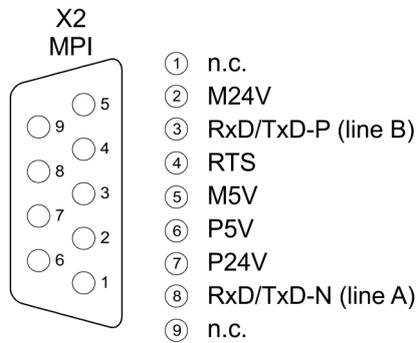 X2
MPI
5
9
4
8
3
7
2
6
1
1 n.c.
2 M24V
3 RxD/TxD-P (line B)
4 RTS
5 M5V
6 P5V
7 P24V
8 RxD/TxD-N (line A)
9 n.c.